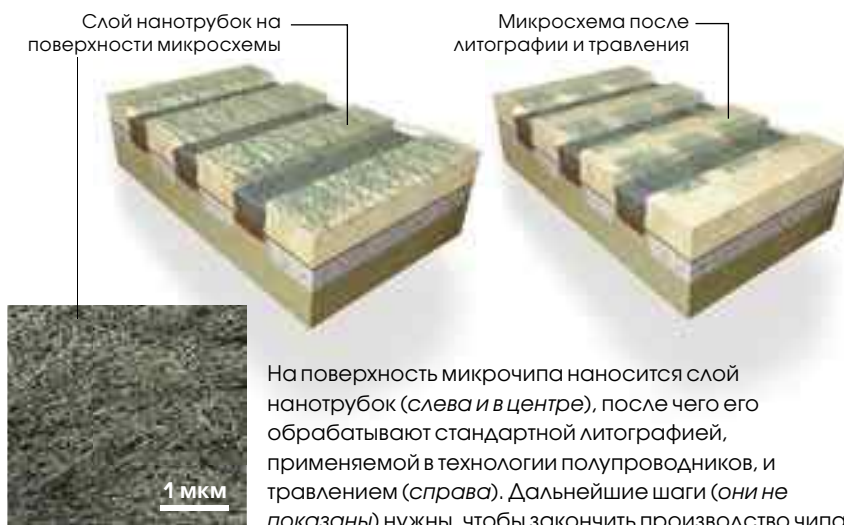 Слой нанотрубок на
поверхности микросхемы
Микросхема после
литографии и травления
1 мкм
На поверхность микрочипа наносится слой
нанотрубок (слева и в центре), после чего его
обрабатывают стандартной литографией,
применяемой в технологии полупроводников, и
травлением (справа). Дальнейшие шаги (они не
показаны) нужны, чтобы закончить производство чипа